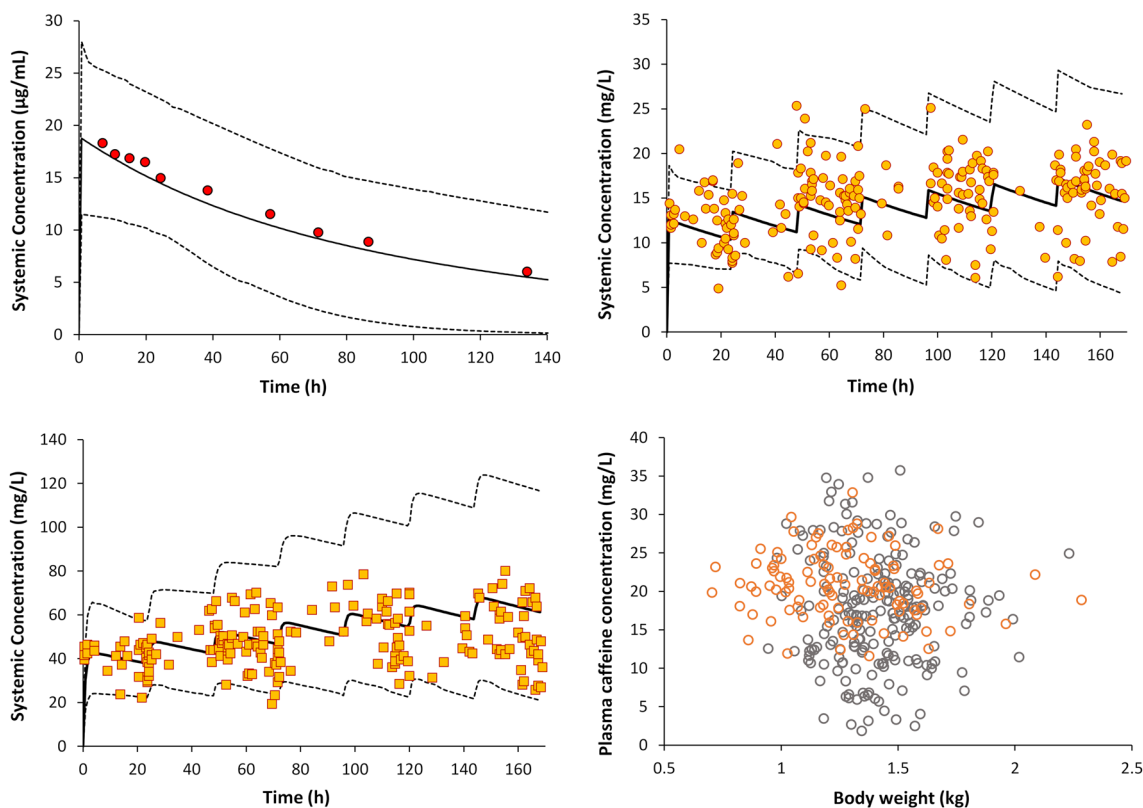 Systemic Concentration (µg/mL)
30
25
20
15
10
5
0
0 20 40 60 80 100 120 140
Time (h)
Systemic Concentration (mg/L)
35
30
25
20
15
10
5
0
0 20 40 60 80 100 120 140 160
Time (h)
Systemic Concentration (mg/L)
140
120
100
80
60
40
20
0
0 20 40 60 80 100 120 140 160
Time (h)
Plasma caffeine concentration (mg/L)
40
35
30
25
20
15
10
5
0
0.5 1 1.5 2 2.5
Body weight (kg)